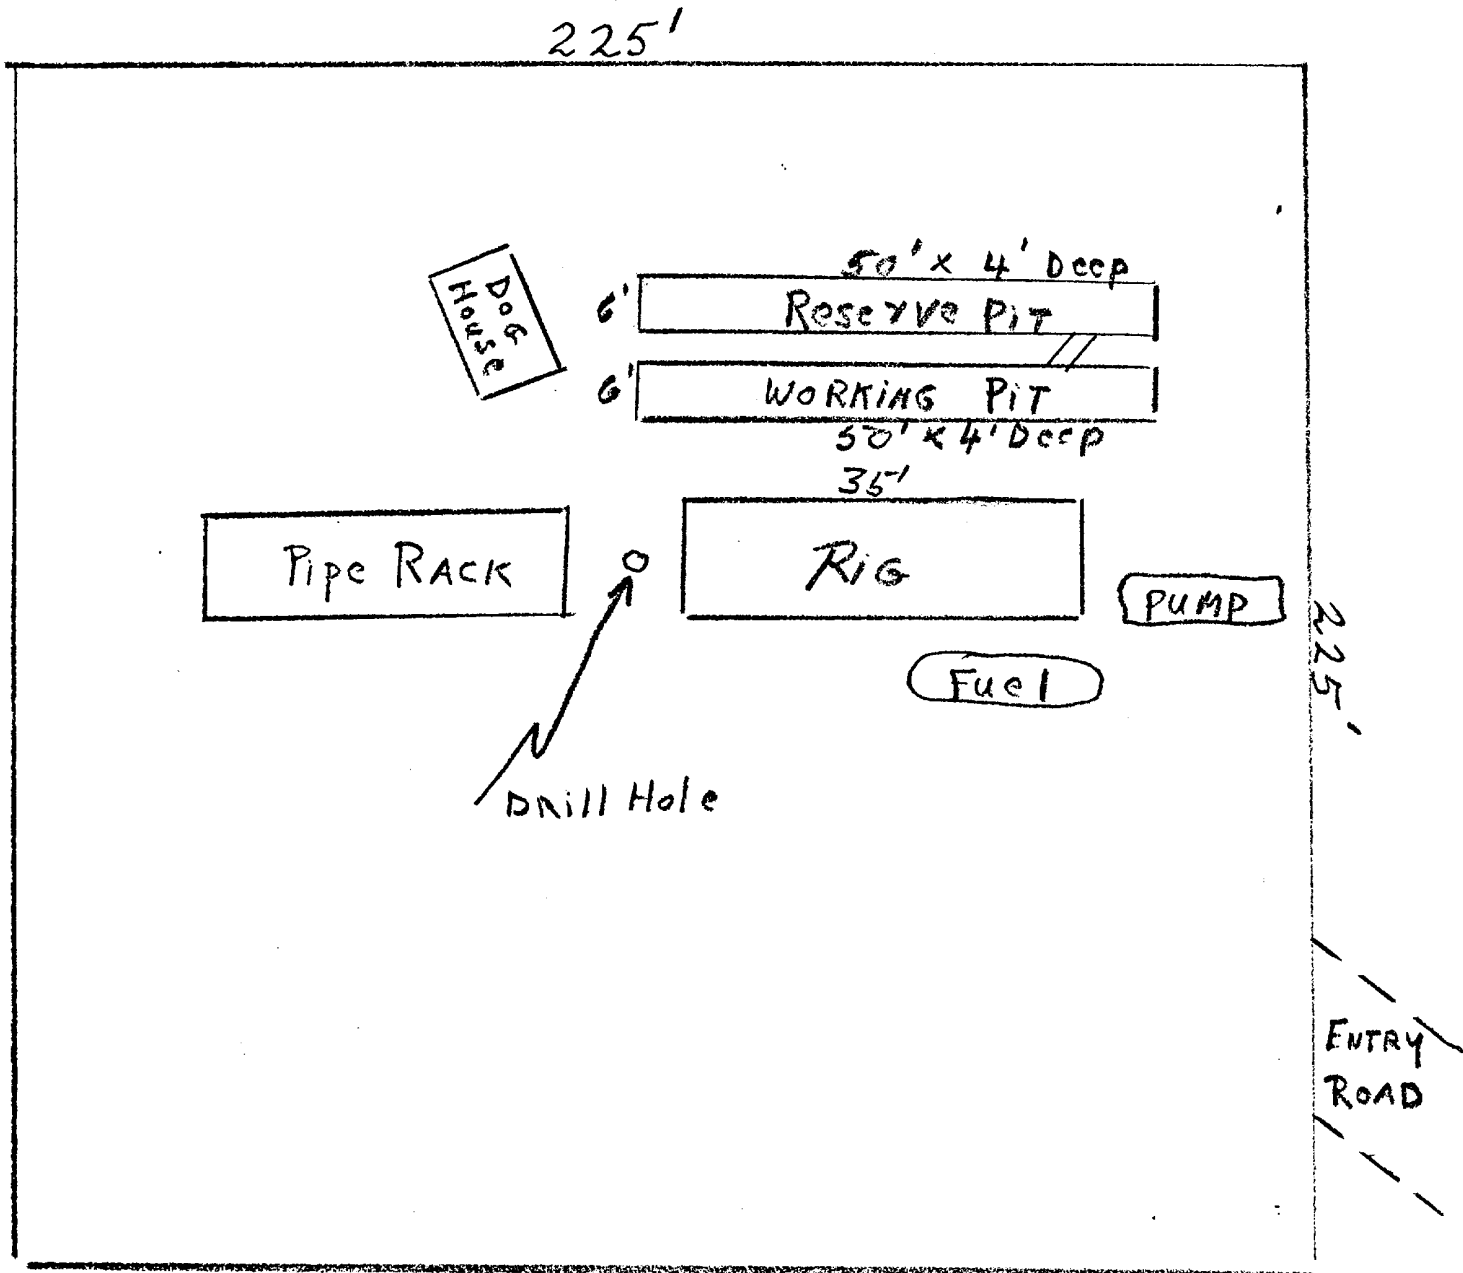 225'
50' x 4' Deep
6'
Reserve PiT
DoG
House
6'
WORKING PiT
50' x 4' Deep
35'
Pipe RACK
RiG
PUMP
225'
Fuel
DRill Hole
ENTRY
ROAD